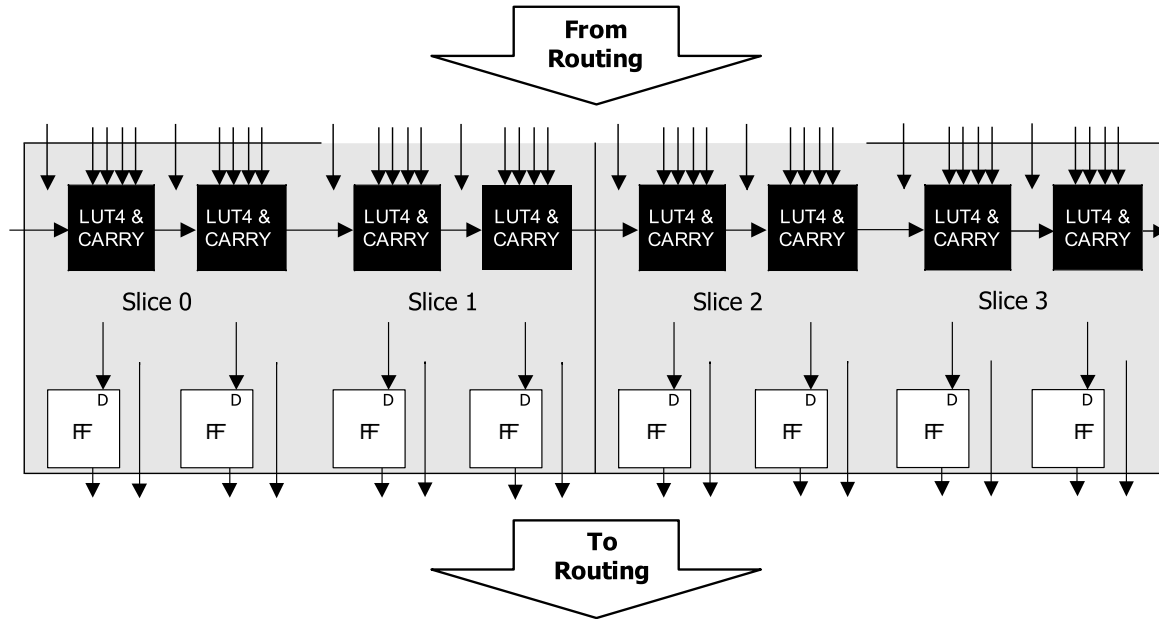 From
Routing
LUT4 & CARRY
LUT4 & CARRY
LUT4 & CARRY
LUT4 & CARRY
LUT4 & CARRY
LUT4 & CARRY
LUT4 & CARRY
LUT4 & CARRY
Slice 0
Slice 1
Slice 2
Slice 3
D
FF
D
FF
D
FF
D
FF
D
FF
D
FF
D
FF
D
FF
To
Routing